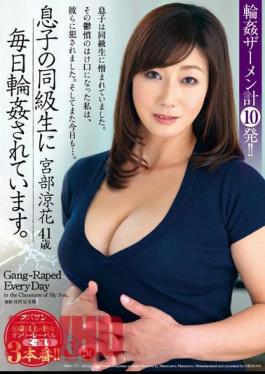 輪姦ザーメン計10発!!
息子は同級生に憎まれていました。
その鬱憤のはけ口になった私は、
彼らに犯されました。そしてまた今日も…。
息子の同級生に
毎日輪姦されています。
宮部涼花 41歳
Gang-Raped
Every Day
by the Classmate of My Son.
オバサン
3本番!!